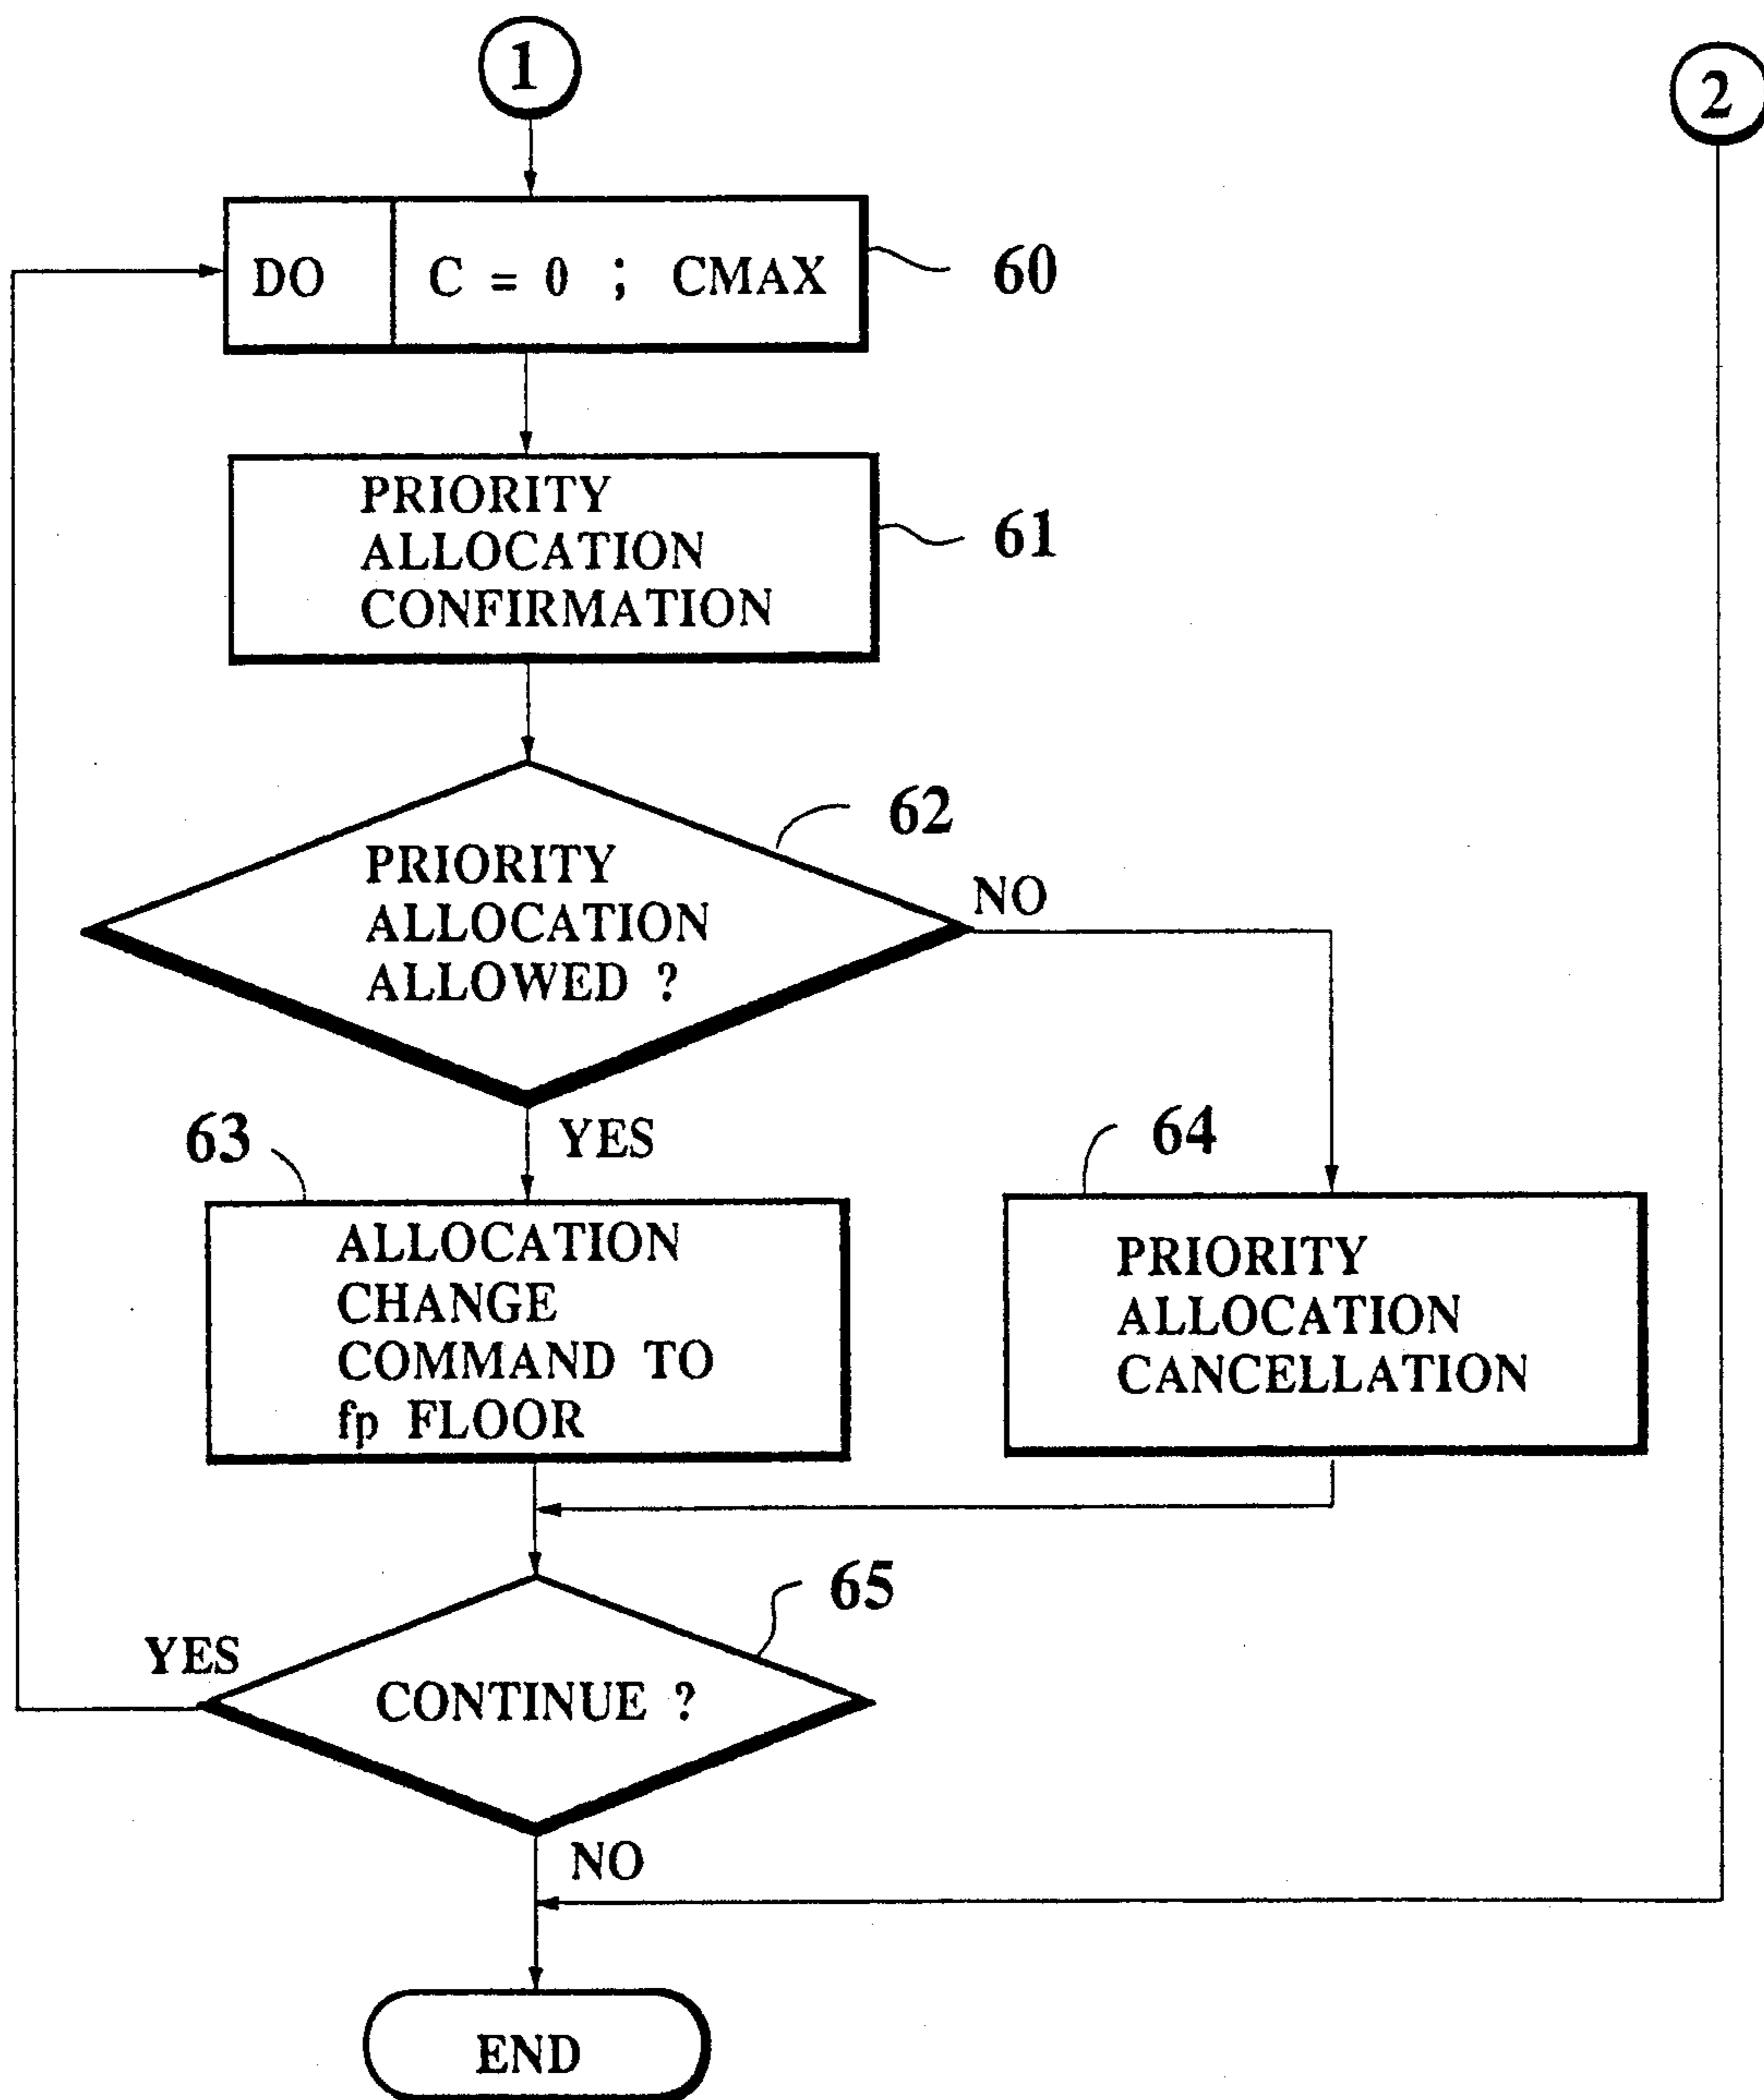 1
2
DO C = 0 ; CMAX
60
PRIORITY
ALLOCATION
CONFIRMATION
61
62
PRIORITY
ALLOCATION
ALLOWED ?
NO
YES
63
ALLOCATION
CHANGE
COMMAND TO
fp FLOOR
64
PRIORITY
ALLOCATION
CANCELLATION
65
YES
CONTINUE ?
NO
END